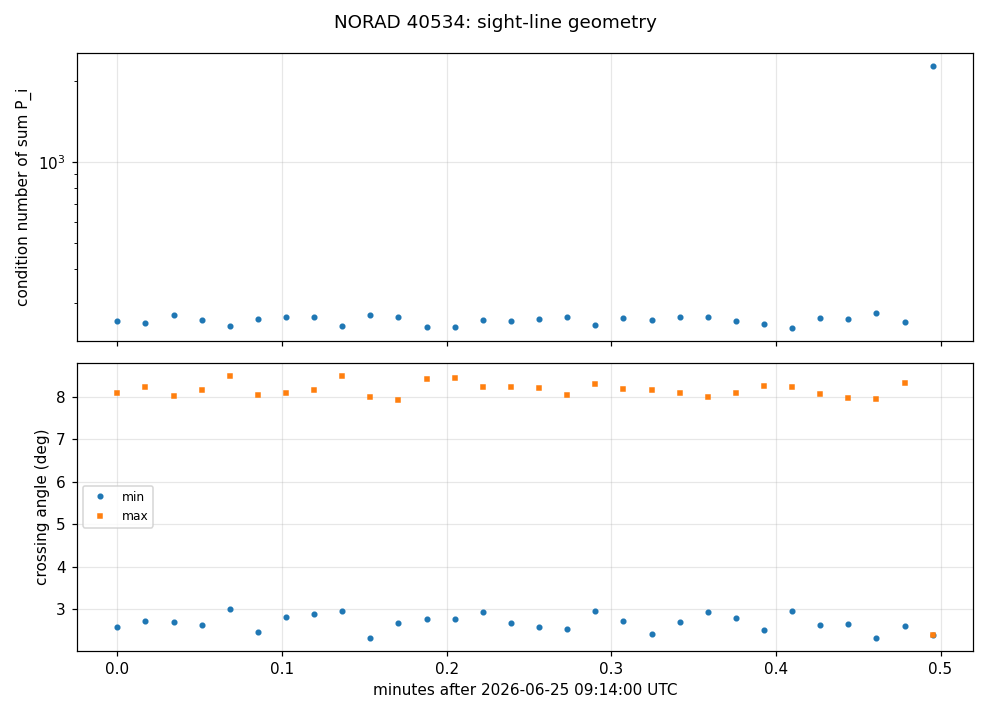 NORAD 40534: sight-line geometry
condition number of sum P_i
10³
crossing angle (deg)
8
7
6
5
4
3
min
max
0.0 0.1 0.2 0.3 0.4 0.5
minutes after 2026-06-25 09:14:00 UTC